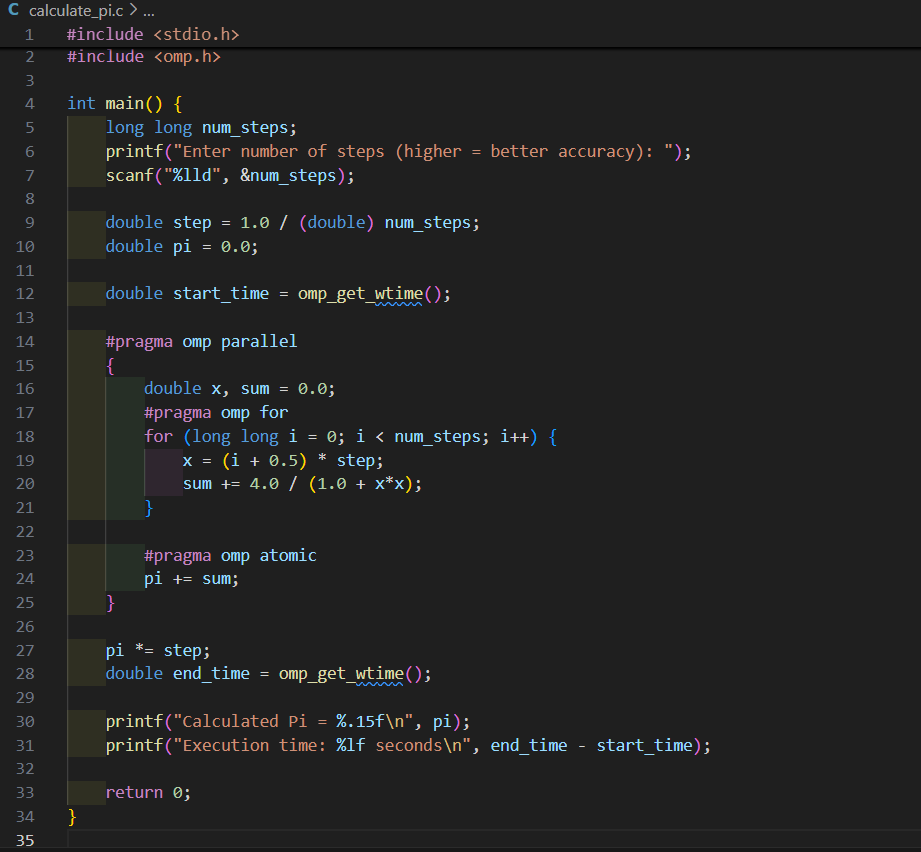 C calculate_pi.c > ...
1 #include <stdio.h>
2 #include <omp.h>
3
4 int main() {
5     long long num_steps;
6     printf("Enter number of steps (higher = better accuracy): ");
7     scanf("%lld", &num_steps);
8
9     double step = 1.0 / (double) num_steps;
10     double pi = 0.0;
11
12     double start_time = omp_get_wtime();
13
14     #pragma omp parallel
15     {
16         double x, sum = 0.0;
17         #pragma omp for
18         for (long long i = 0; i < num_steps; i++) {
19             x = (i + 0.5) * step;
20             sum += 4.0 / (1.0 + x*x);
21         }
22
23         #pragma omp atomic
24         pi += sum;
25     }
26
27     pi *= step;
28     double end_time = omp_get_wtime();
29
30     printf("Calculated Pi = %.15f\n", pi);
31     printf("Execution time: %lf seconds\n", end_time - start_time);
32
33     return 0;
34 }
35